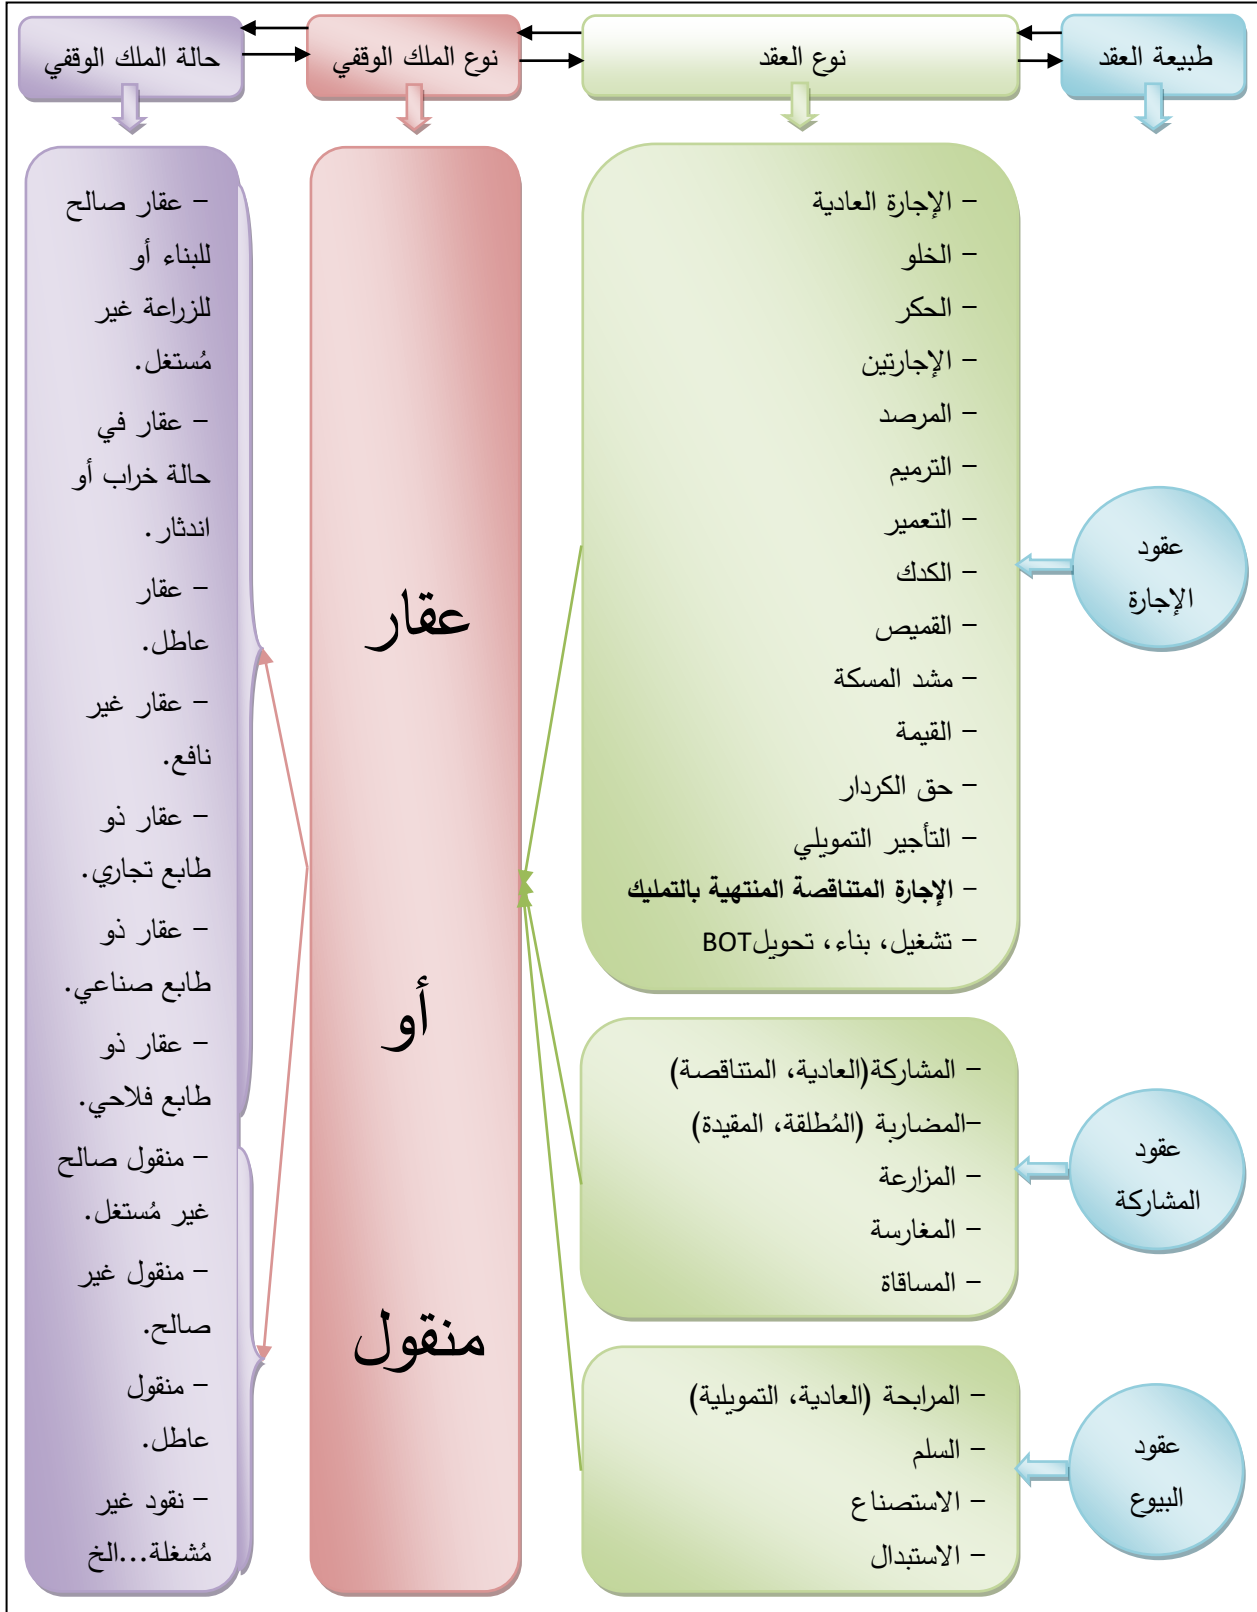 طبيعة العقد
نوع العقد
نوع الملك الوقفي
حالة الملك الوقفي
عقود
الإجارة
عقود
المشاركة
عقود
البيوع
- الإجارة العادية
- الخلو
- الحكر
- الإجارتين
- المرصد
- الترميم
- التعمير
- الكدك
- القميص
- مشد المسكة
- القيمة
- حق الكردار
- التأجير التمويلي
- الإجارة المتناقصة المنتهية بالتمليك
- تشغيل، بناء، تحويلBOT
- المشاركة(العادية، المتناقصة)
-المضاربة (المُطلقة، المقيدة)
- المزارعة
- المغارسة
- المساقاة
- المرابحة (العادية، التمويلية)
- السلم
- الاستصناع
- الاستبدال
عقار
أو
منقول
- عقار صالح
للبناء أو
للزراعة غير
مُستغل.
- عقار في
حالة خراب أو
اندثار.
- عقار
عاطل.
- عقار غير
نافع.
- عقار ذو
طابع تجاري.
- عقار ذو
طابع صناعي.
- عقار ذو
طابع فلاحي.
- منقول صالح
غير مُستغل.
- منقول غير
صالح.
- منقول
عاطل.
- نقود غير
مُشغلة...الخ